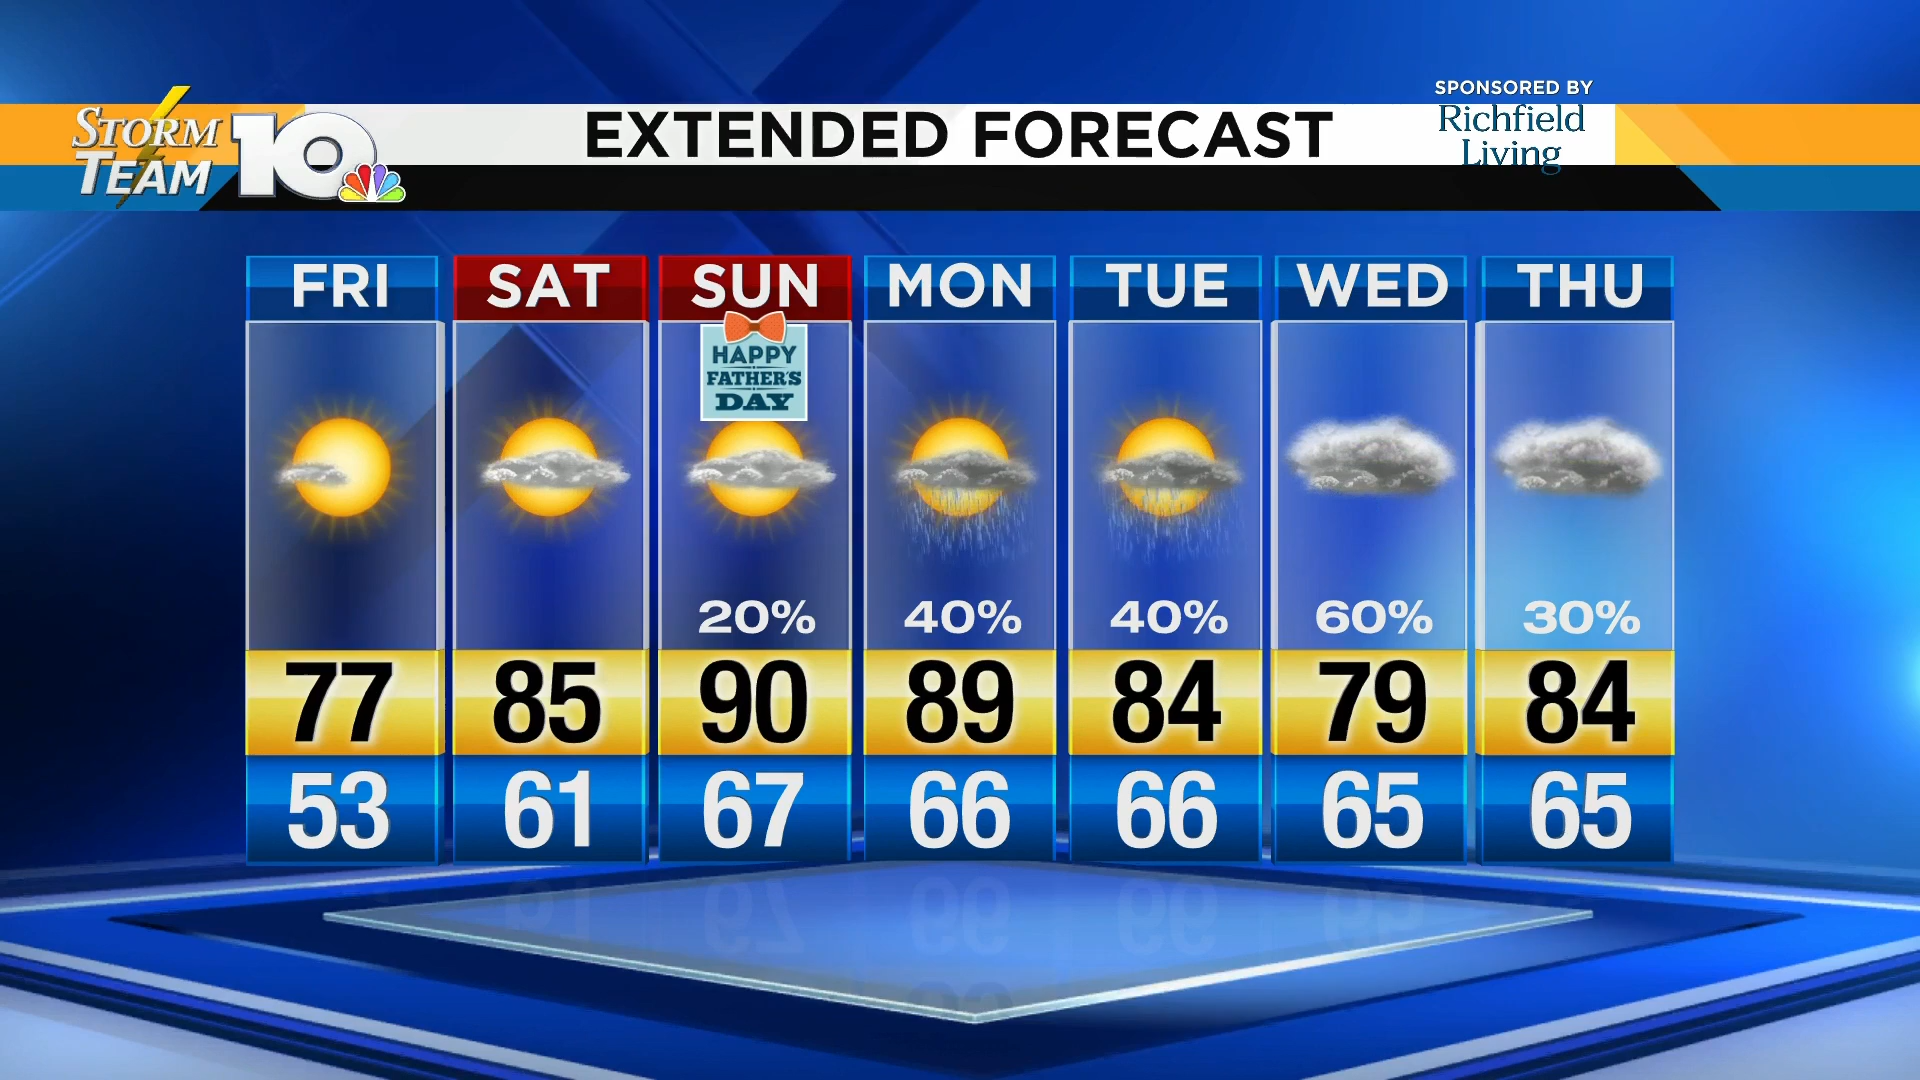 STORM
TEAM
10
EXTENDED FORECAST
SPONSORED BY
Richfield
Living
FRI SAT SUN MON TUE WED THU
HAPPY
FATHER'S
DAY
20% 40% 40% 60% 30%
77 85 90 89 84 79 84
53 61 67 66 66 65 65